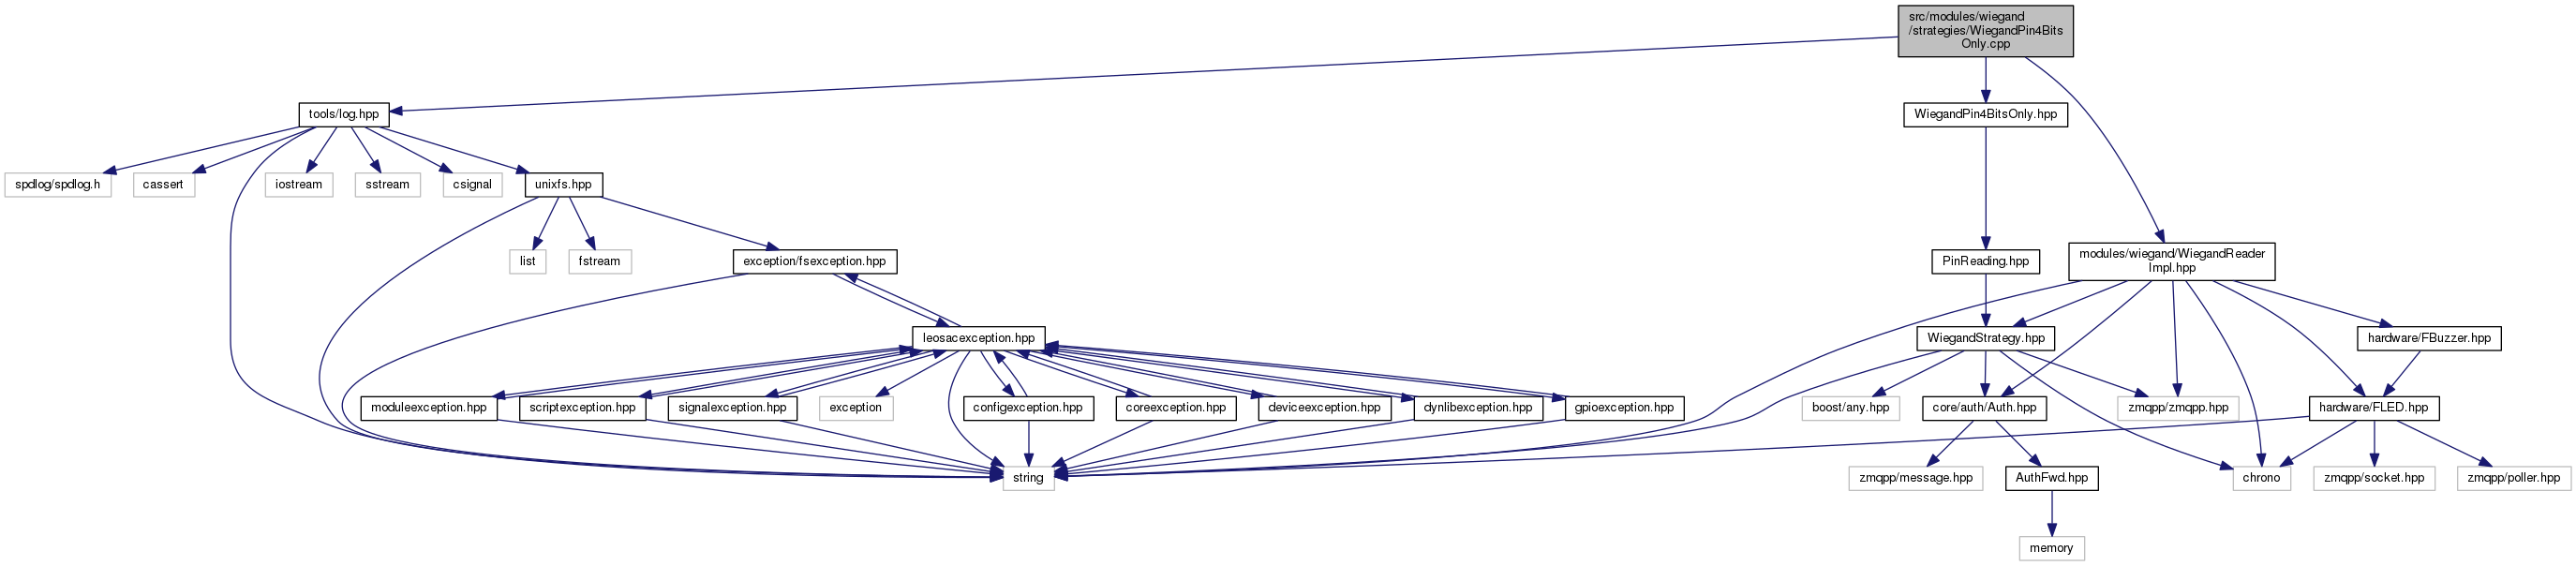 src/modules/wiegand
/strategies/WiegandPin4Bits
Only.cpp
tools/log.hpp
WiegandPin4BitsOnly.hpp
spdlog/spdlog.h
cassert
iostream
sstream
csignal
unixfs.hpp
list
fstream
exception/fsexception.hpp
PinReading.hpp
modules/wiegand/WiegandReader
Impl.hpp
leosacexception.hpp
WiegandStrategy.hpp
hardware/FBuzzer.hpp
moduleexception.hpp
scriptexception.hpp
signalexception.hpp
exception
configexception.hpp
coreexception.hpp
deviceexception.hpp
dynlibexception.hpp
gpioexception.hpp
boost/any.hpp
core/auth/Auth.hpp
zmqpp/zmqpp.hpp
hardware/FLED.hpp
string
zmqpp/message.hpp
AuthFwd.hpp
chrono
zmqpp/socket.hpp
zmqpp/poller.hpp
memory